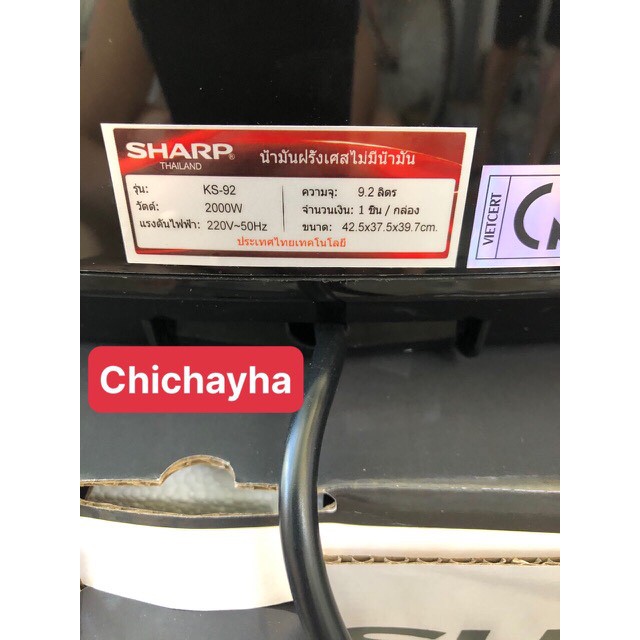 SHARP®
THAILAND
น้ำมันฝรั่งเศสไม่มีน้ำมัน
รุ่น: KS-92
วัตต์: 2000W
แรงดันไฟฟ้า: 220V~50Hz
ความจุ: 9.2 ลิตร
จำนวนเงิน: 1 ชิ้น / กล่อง
ขนาด: 42.5x37.5x39.7cm.
ประเทศไทยเทคโนโลยี
VIETCERT
Chichayha